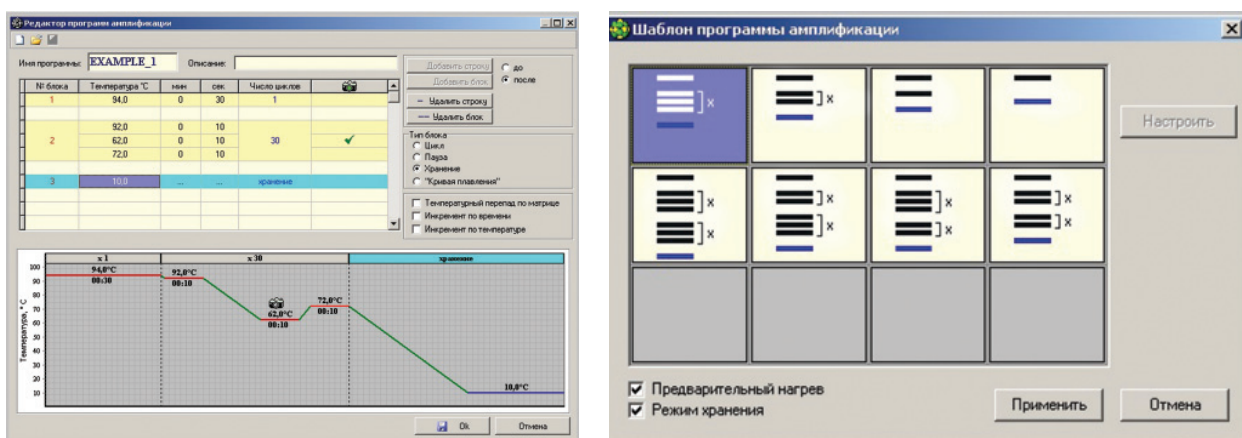 Редактор программ амплификации
Имя программы: EXAMPLE_1 Описание:
Добавить строку
Добавить блок
до
после
— Удалить строку
— Удалить блок
№ блока Температура °C мин сек Число циклов
1 94,0 0 30 1
92,0 0 10
2 62,0 0 10 30 ✓
72,0 0 10
3 10,0 ... ... хранение
Тип блока
Цикл
Пауза
Хранение
"Кривая плавления"
Температурный перепад по матрице
Инкремент по времени
Инкремент по температуре
x 1 x 30 хранение
Температура, °C
100
90
80
70
60
50
40
30
20
10
94,0°C
00:30
92,0°C
00:10
62,0°C
00:10
72,0°C
00:10
10,0°C
Ok Отмена
Шаблон программы амплификации
x x
x x x x
x x
Настроить
Предварительный нагрев
Режим хранения
Применить Отмена